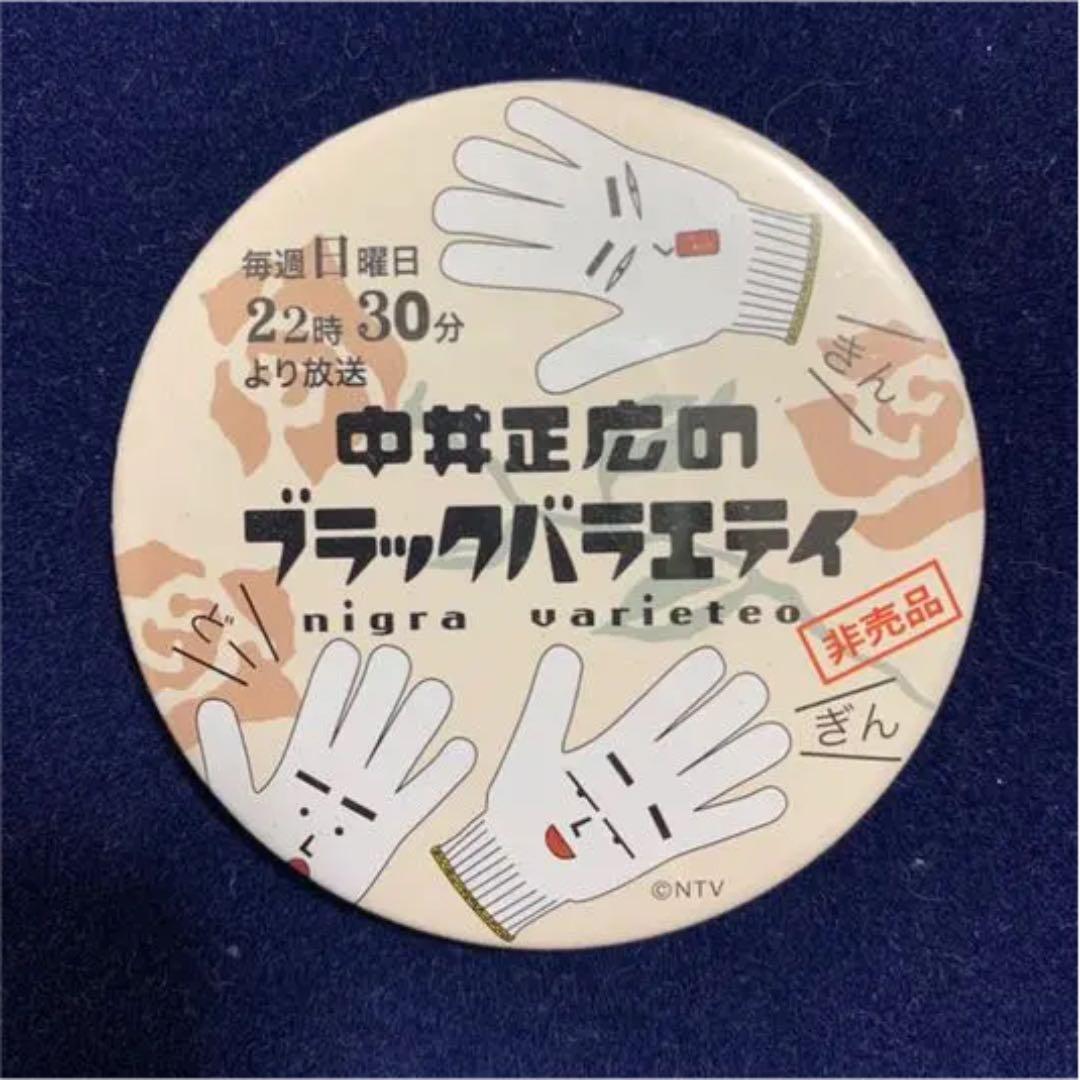 毎週日曜日
22時30分
より放送
きん
中井正広の
ブラックバラエティ
nigra varieteo
非売品
ど
ぎん
©NTV